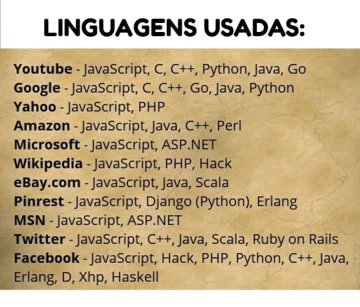 LINGUAGENS USADAS:
Youtube - JavaScript, C, C++, Python, Java, Go
Google - JavaScript, C, C++, Go, Java, Python
Yahoo - JavaScript, PHP
Amazon - JavaScript, Java, C++, Perl
Microsoft - JavaScript, ASP.NET
Wikipedia - JavaScript, PHP, Hack
eBay.com - JavaScript, Java, Scala
Pinrest - JavaScript, Django (Python), Erlang
MSN - JavaScript, ASP.NET
Twitter - JavaScript, C++, Java, Scala, Ruby on Rails
Facebook - JavaScript, Hack, PHP, Python, C++, Java,
Erlang, D, Xhp, Haskell